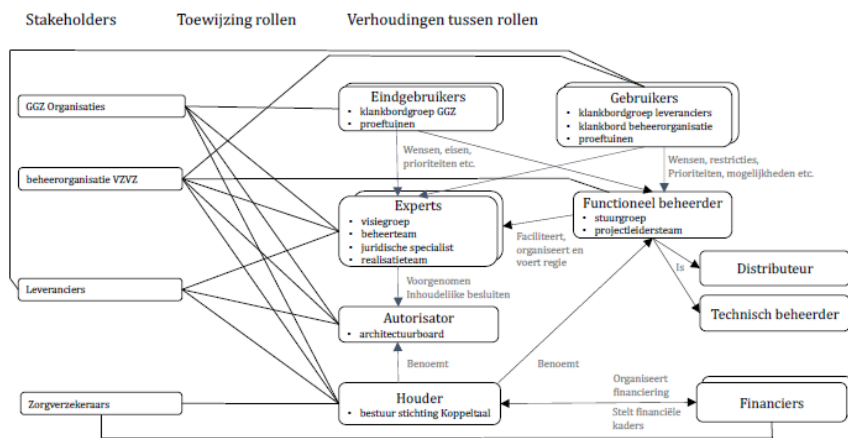 Stakeholders
Toewijzing rollen
Verhoudingen tussen rollen
GGZ Organisaties
beheerorganisatie VZVZ
Leveranciers
Zorgverzekeraars
Eindgebruikers
• klankbordgroep GGZ
• proeftuinen
Gebruikers
• klankbordgroep leveranciers
• klankbord beheerorganisatie
• proeftuinen
Wensen, eisen,
prioriteiten etc.
Wensen, restricties,
Prioriteiten, mogelijkheden etc.
Experts
• visiegroep
• beheerteam
• juridische specialist
• realisatieteam
Functioneel beheerder
• stuurgroep
• projectleidersteam
Faciliteert,
organiseert en
voert regie
Is
Distributeur
Technisch beheerder
Voorgenomen
Inhoudelijke besluiten
Autorisator
• architectuurboard
Benoemt
Benoemt
Houder
• bestuur stichting Koppeltaal
Organiseert
financiering
Stelt financiële
kaders
Financiers